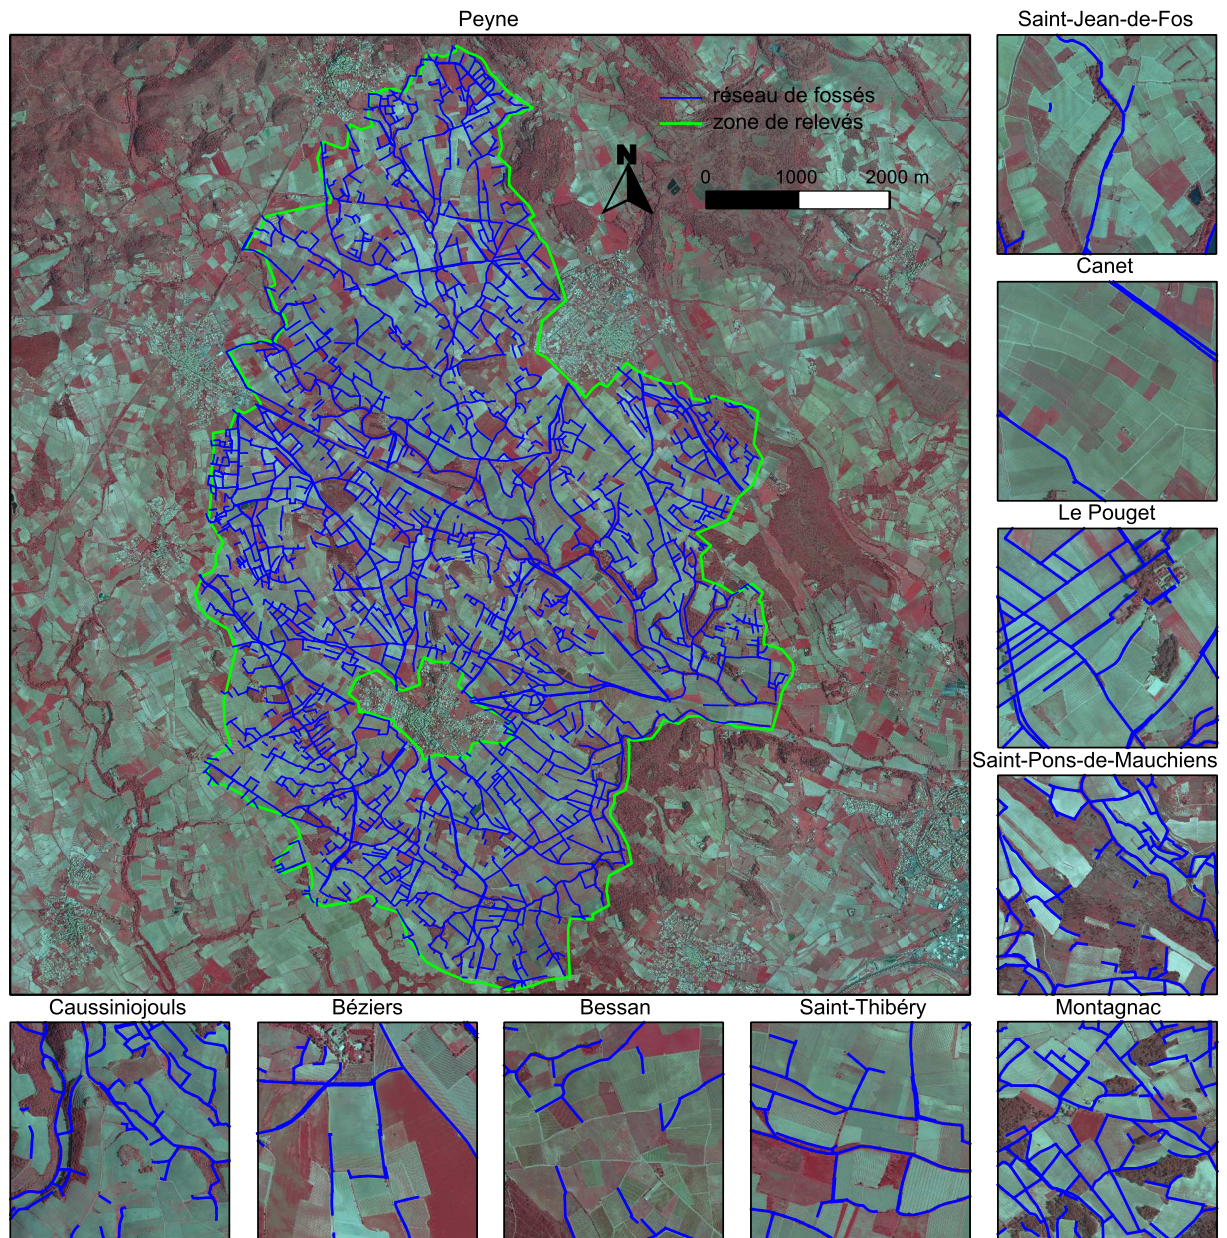 Peyne
Saint-Jean-de-Fos
réseau de fossés
zone de relevés
N
0 1000 2000 m
Canet
Le Pouget
Saint-Pons-de-Mauchiens
Caussiniojouls
Béziers
Bessan
Saint-Thibéry
Montagnac